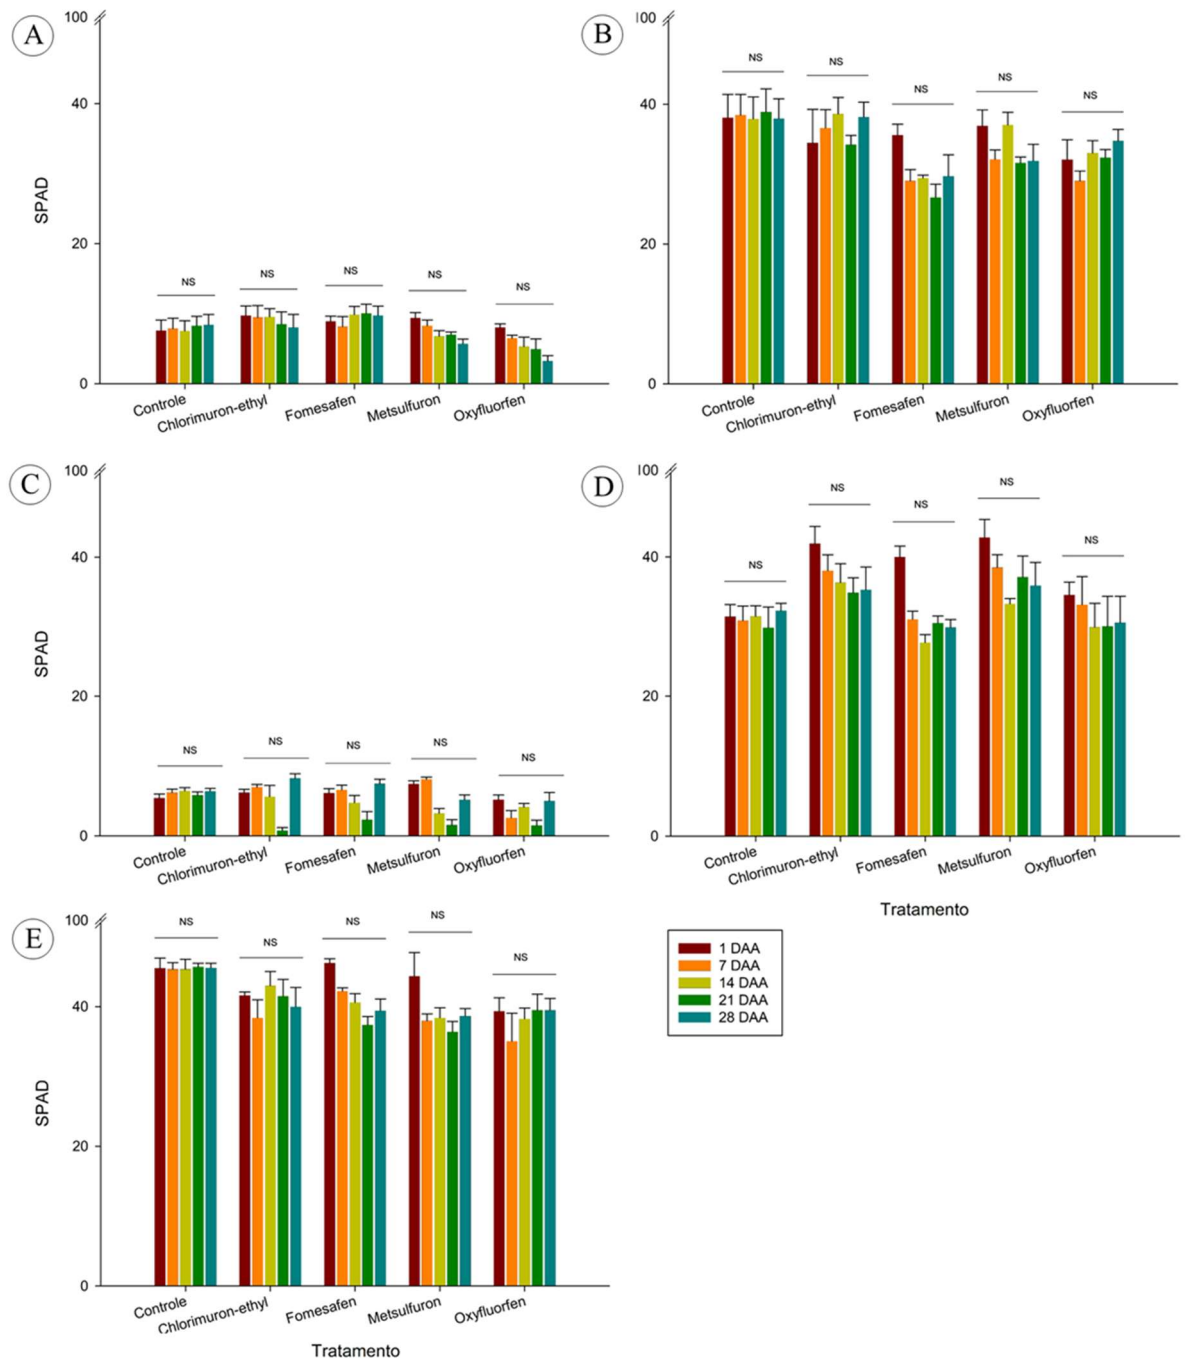 A
100
40
20
0
SPAD
NS
NS
NS
NS
NS
Controle
Chlorimuron-ethyl
Fomesafen
Metsulfuron
Oxyfluorfen
B
100
40
20
0
NS
NS
NS
NS
NS
Controle
Chlorimuron-ethyl
Fomesafen
Metsulfuron
Oxyfluorfen
C
100
40
20
0
SPAD
NS
NS
NS
NS
NS
Controle
Chlorimuron-ethyl
Fomesafen
Metsulfuron
Oxyfluorfen
D
100
40
20
0
NS
NS
NS
NS
NS
Controle
Chlorimuron-ethyl
Fomesafen
Metsulfuron
Oxyfluorfen
Tratamento
E
100
40
20
0
SPAD
NS
NS
NS
NS
NS
Controle
Chlorimuron-ethyl
Fomesafen
Metsulfuron
Oxyfluorfen
Tratamento
1 DAA
7 DAA
14 DAA
21 DAA
28 DAA